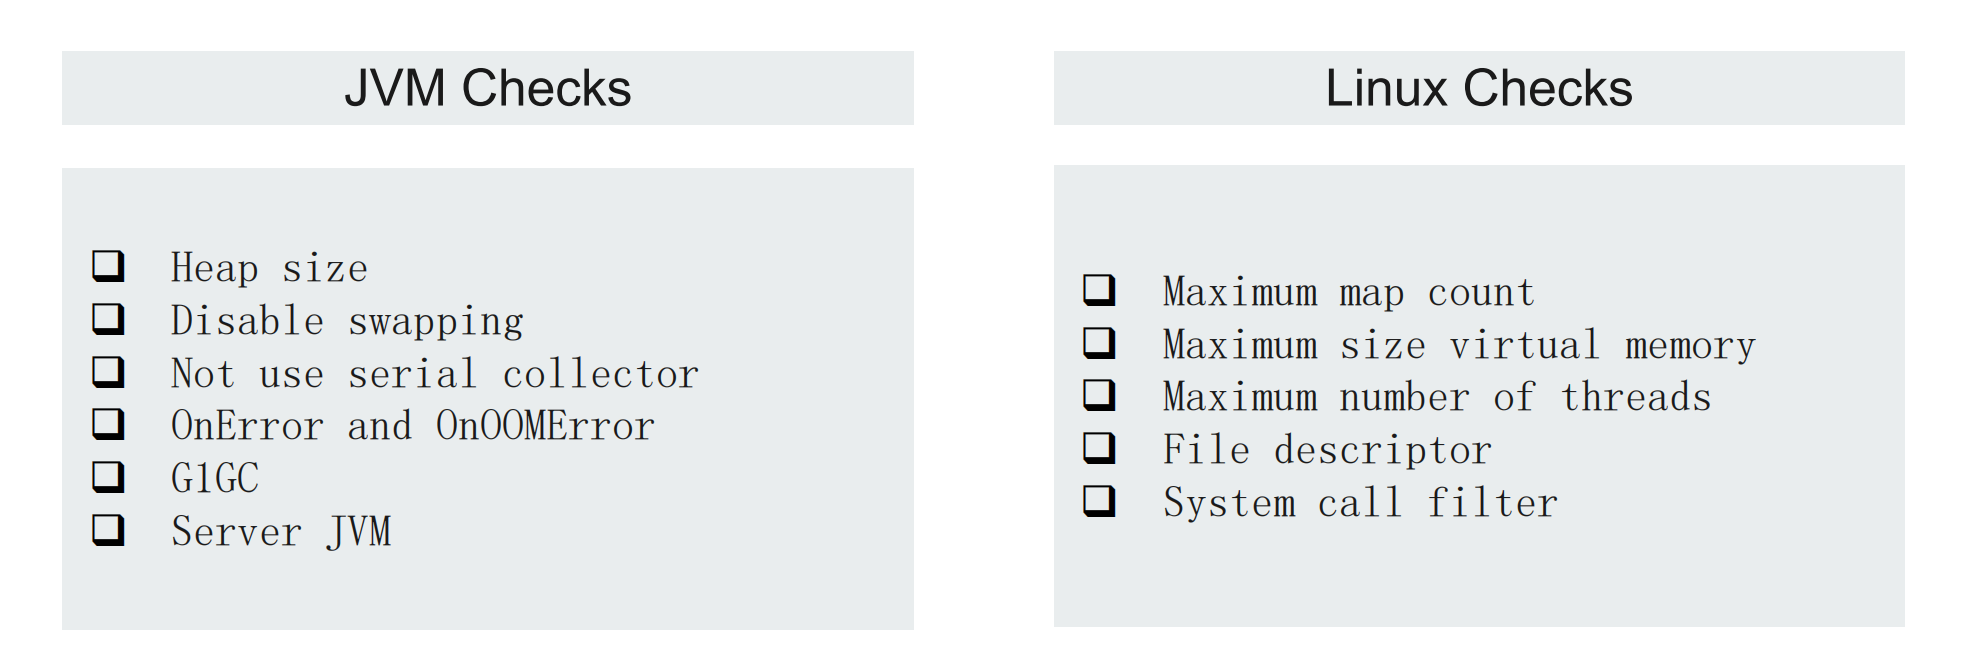 JVM Checks
Heap size
Disable swapping
Not use serial collector
OnError and OnOOMError
G1GC
Server JVM
Linux Checks
Maximum map count
Maximum size virtual memory
Maximum number of threads
File descriptor
System call filter